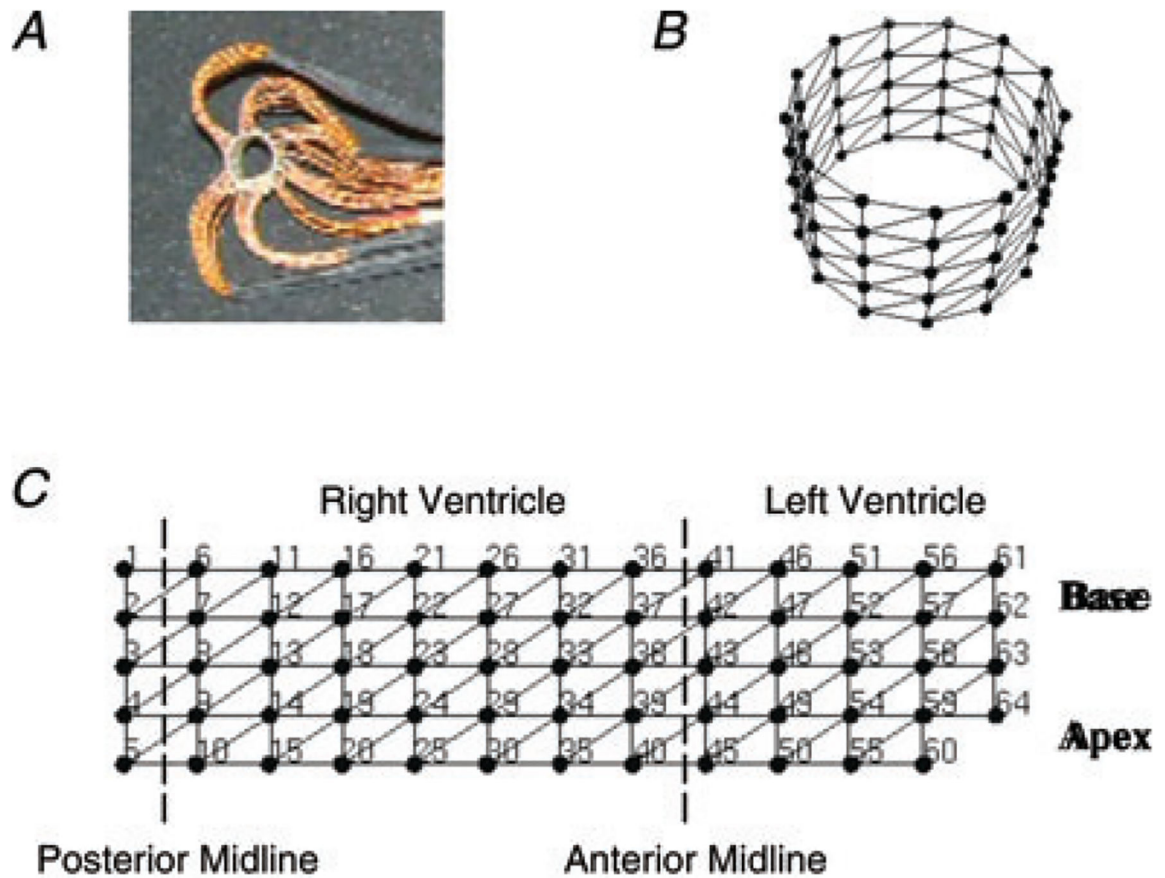 A
B
C
Right Ventricle Left Ventricle
1 6 11 16 21 26 31 36 41 46 51 56 61
Base
2 7 12 17 22 27 32 37 42 47 52 57 62
3 8 13 18 23 28 33 38 43 48 53 58 63
4 9 14 19 24 29 34 39 44 49 54 59 64
Apex
5 10 15 20 25 30 35 40 45 50 55 60
Posterior Midline Anterior Midline